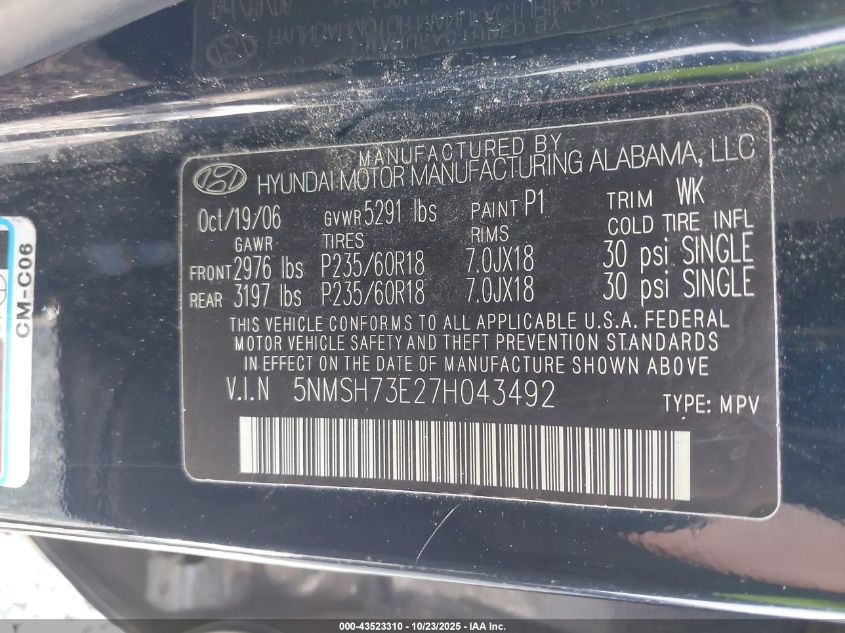 MANUFACTURED BY
HYUNDAI MOTOR MANUFACTURING ALABAMA, LLC
Oct/19/06 GVWR 5291 lbs PAINT P1 TRIM WK
GAWR TIRES RIMS COLD TIRE INFL
FRONT 2976 lbs P235/60R18 7.0JX18 30 psi SINGLE
REAR 3197 lbs P235/60R18 7.0JX18 30 psi SINGLE
THIS VEHICLE CONFORMS TO ALL APPLICABLE U.S.A. FEDERAL
MOTOR VEHICLE SAFETY AND THEFT PREVENTION STANDARDS
IN EFFECT ON THE DATE OF MANUFACTURE SHOWN ABOVE
V.I.N 5NMSH73E27H043492
TYPE: MPV
CM-C06
000-43523310 - 10/23/2025 - IAA Inc.